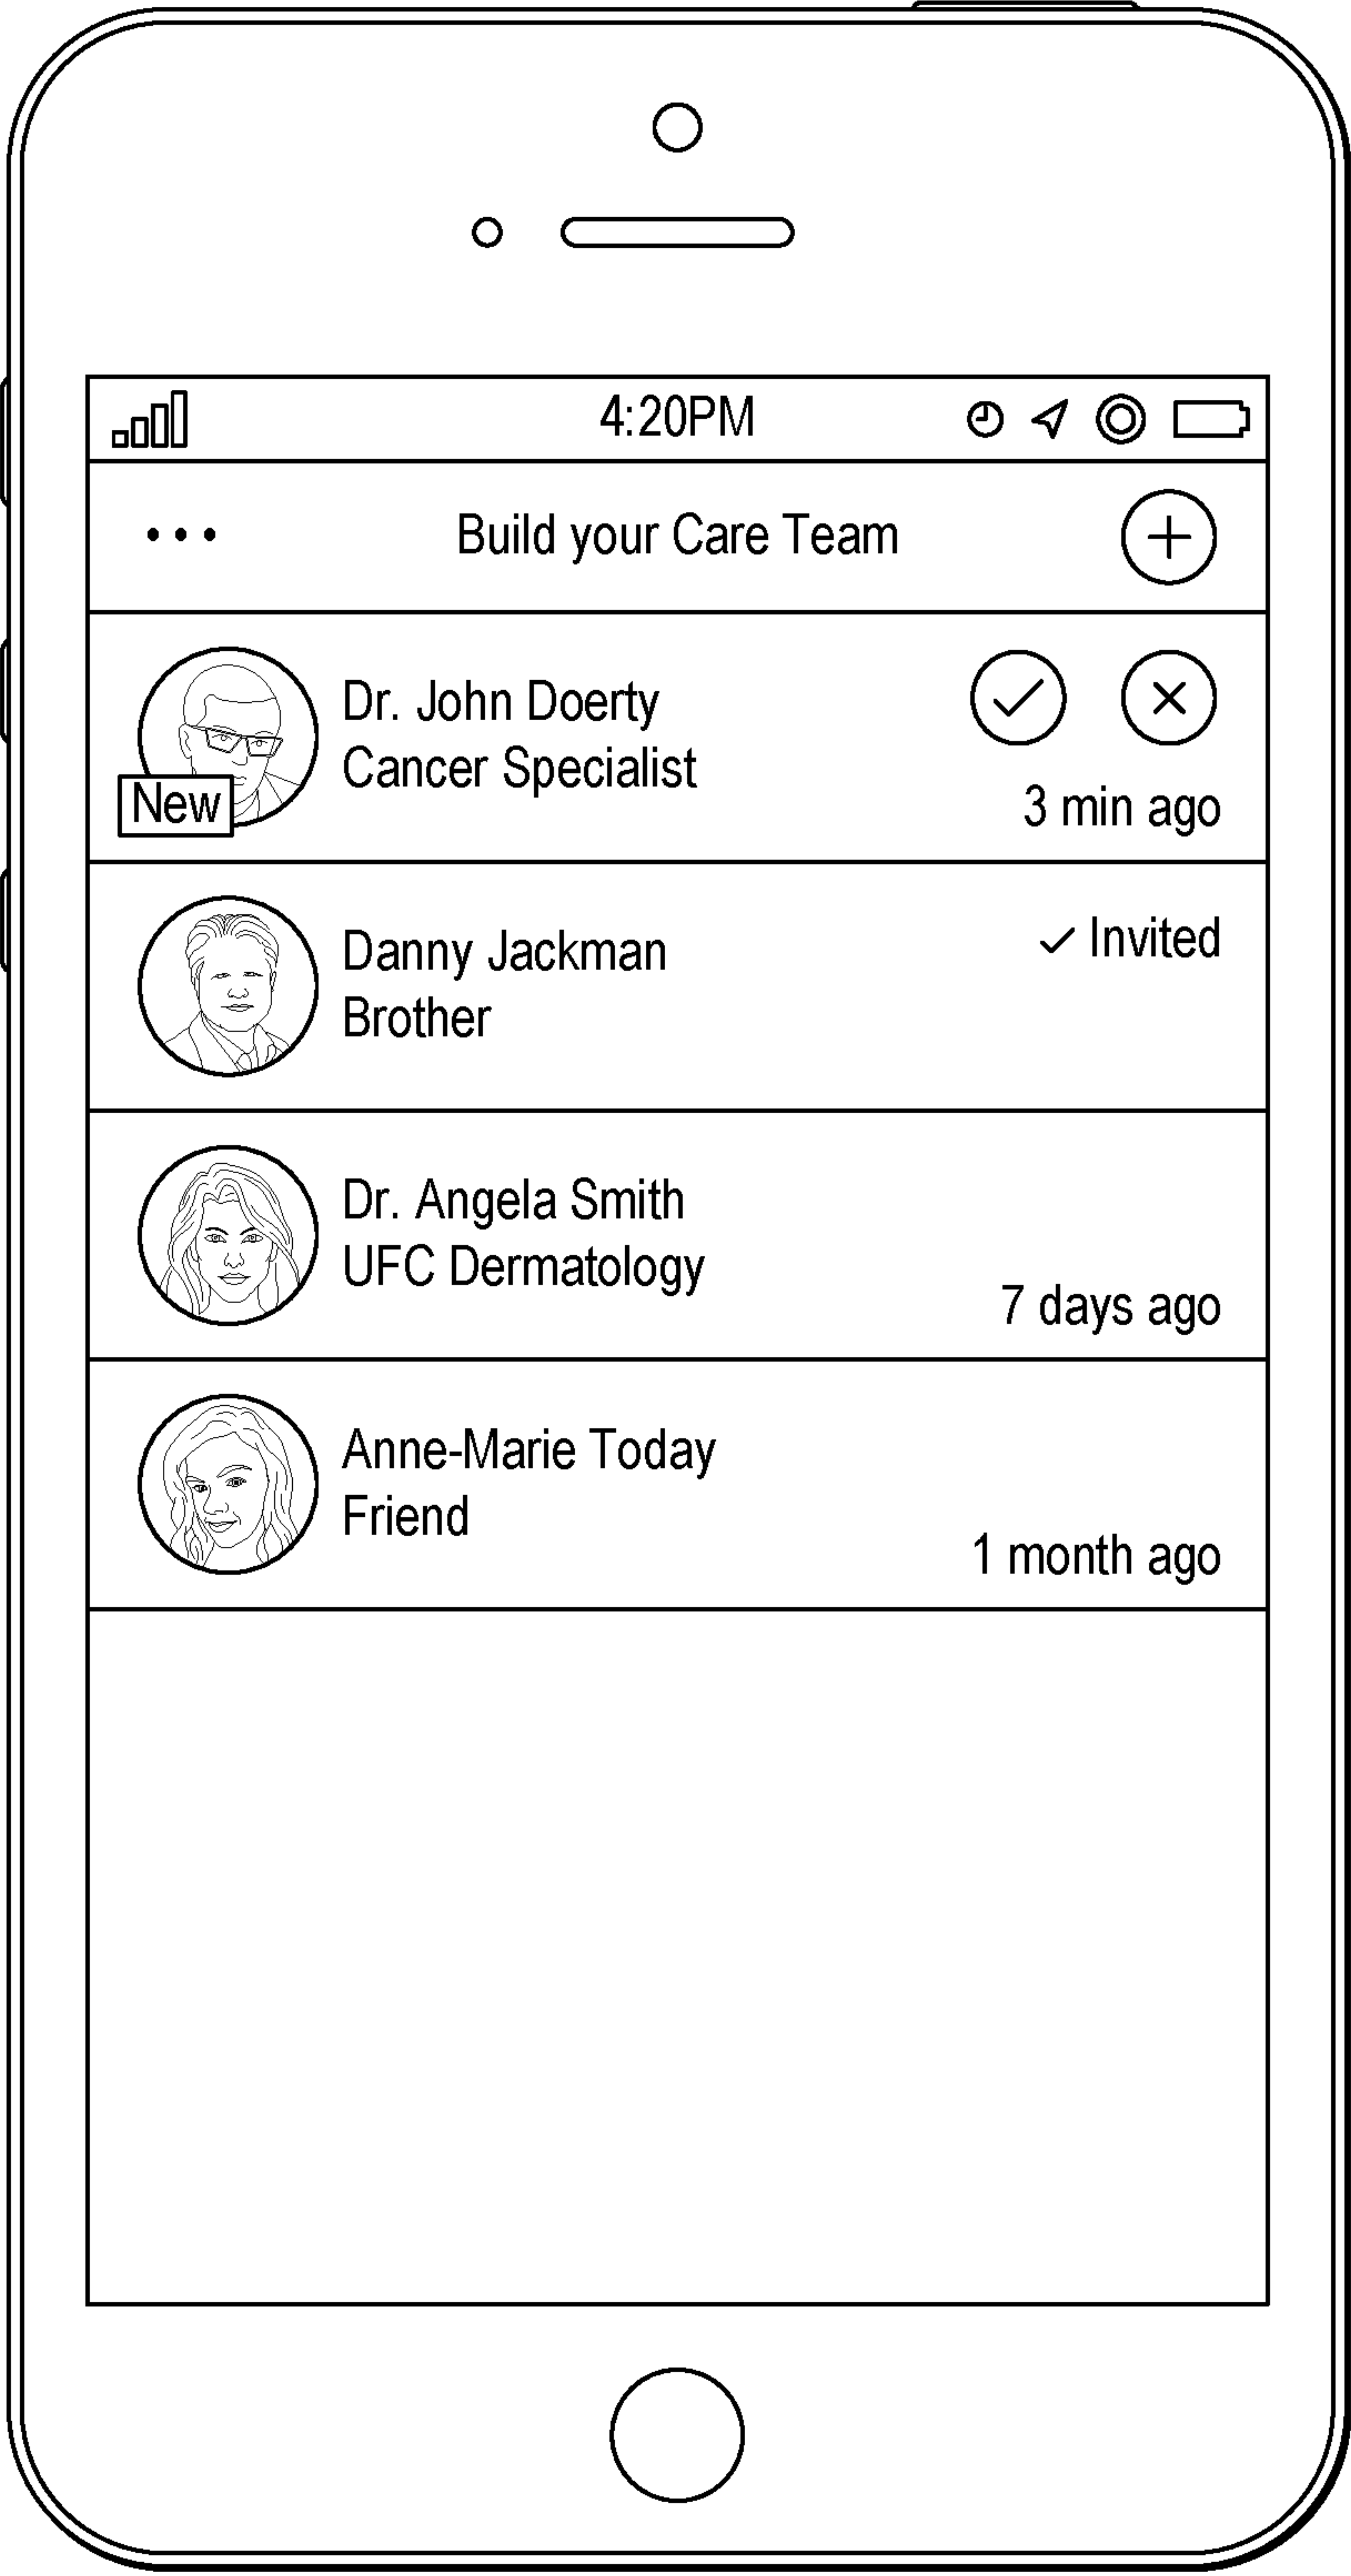 4:20PM
Build your Care Team
Dr. John Doerty
Cancer Specialist
New
3 min ago
Danny Jackman
Brother
Invited
Dr. Angela Smith
UFC Dermatology
7 days ago
Anne-Marie Today
Friend
1 month ago